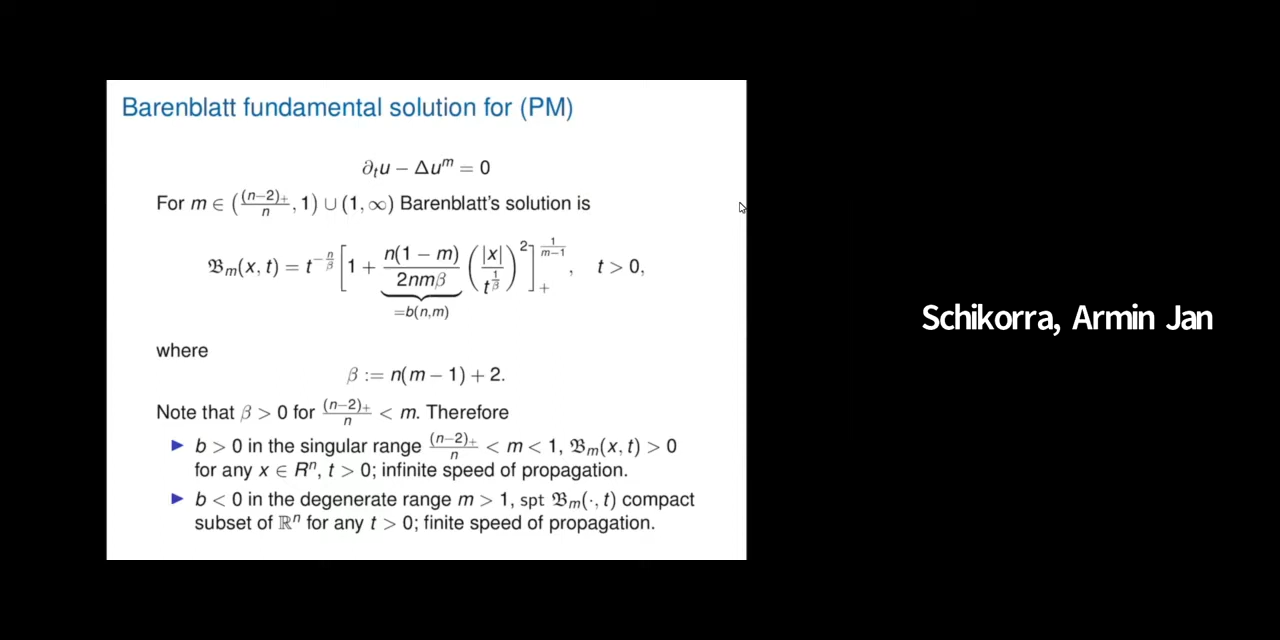 Barenblatt fundamental solution for (PM)
∂ₜu − Δuᵐ = 0
For m ∈ ((n−2)₊/n, 1) ∪ (1, ∞) Barenblatt's solution is
𝔅ₘ(x, t) = t^{−n/β} [1 + n(1 − m)/(2nmβ) (|x|/t^{1/β})²]₊^{1/(m−1)}, t > 0,
=b(n,m)
where
β := n(m − 1) + 2.
Note that β > 0 for (n−2)₊/n < m. Therefore
▶ b > 0 in the singular range (n−2)₊/n < m < 1, 𝔅ₘ(x, t) > 0
for any x ∈ Rⁿ, t > 0; infinite speed of propagation.
▶ b < 0 in the degenerate range m > 1, spt 𝔅ₘ(·, t) compact
subset of ℝⁿ for any t > 0; finite speed of propagation.
Schikorra, Armin Jan